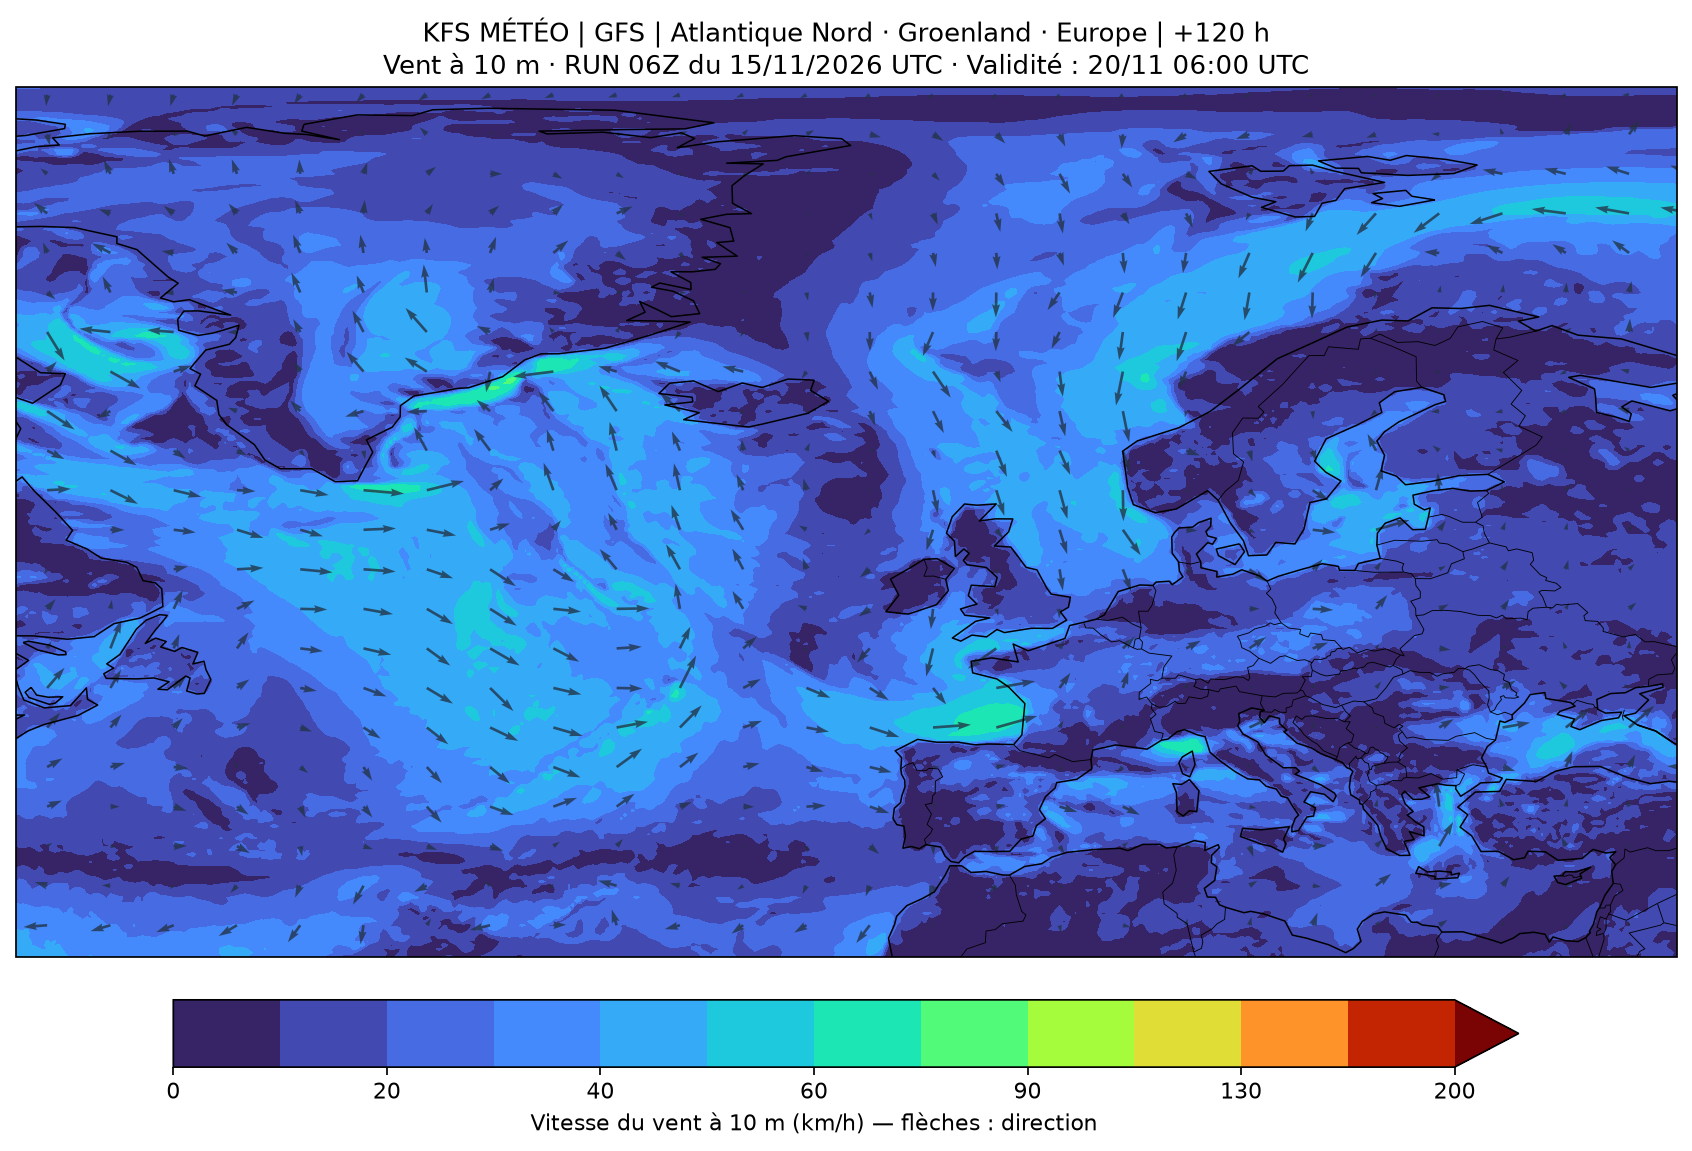 KFS MÉTÉO | GFS | Atlantique Nord · Groenland · Europe | +120 h
Vent à 10 m · RUN 06Z du 15/11/2026 UTC · Validité : 20/11 06:00 UTC
0 20 40 60 90 130 200
Vitesse du vent à 10 m (km/h) — flèches : direction